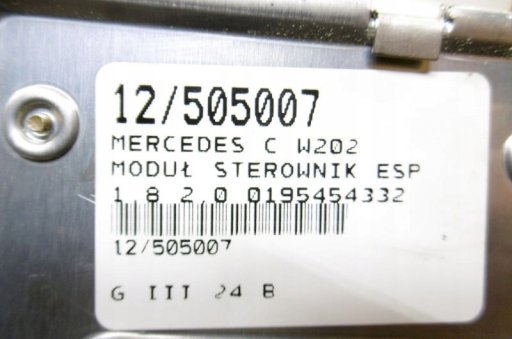 12/505007
MERCEDES C W202
MODUŁ STEROWNIK ESP
1,8 2,0 0195454332
12/505007
G III 24 B